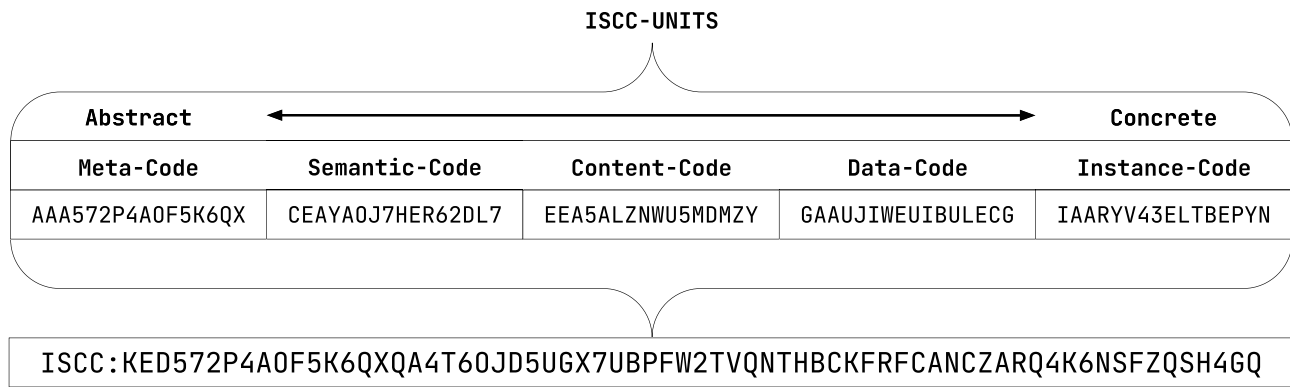 ISCC-UNITS
Abstract Concrete
Meta-Code Semantic-Code Content-Code Data-Code Instance-Code
AAA572P4AOF5K6QX CEAYAOJ7HER62DL7 EEA5ALZNWU5MDMZY GAAUJIWEUIBULECG IAARYV43ELTBEPYN
ISCC:KED572P4AOF5K6QXQA4T6OJD5UGX7UBPFW2TVQNTHBCKFRFCANCZARQ4K6NSFZQSH4GQ